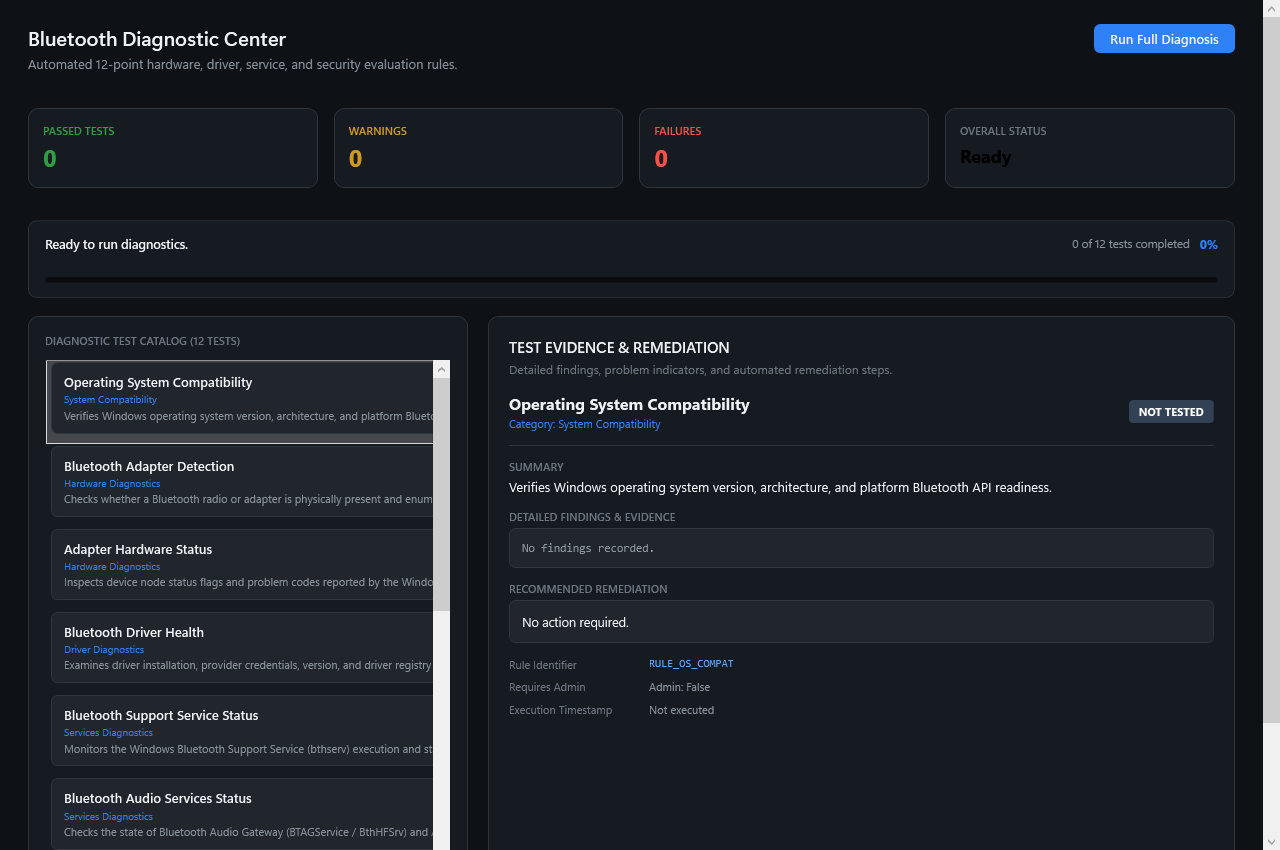 Bluetooth Diagnostic Center
Run Full Diagnosis
Automated 12-point hardware, driver, service, and security evaluation rules.
PASSED TESTS
0
WARNINGS
0
FAILURES
0
OVERALL STATUS
Ready
Ready to run diagnostics.
0 of 12 tests completed 0%
DIAGNOSTIC TEST CATALOG (12 TESTS)
Operating System Compatibility
System Compatibility
Verifies Windows operating system version, architecture, and platform Blueto
Bluetooth Adapter Detection
Hardware Diagnostics
Checks whether a Bluetooth radio or adapter is physically present and enum
Adapter Hardware Status
Hardware Diagnostics
Inspects device node status flags and problem codes reported by the Windo
Bluetooth Driver Health
Driver Diagnostics
Examines driver installation, provider credentials, version, and driver registry
Bluetooth Support Service Status
Services Diagnostics
Monitors the Windows Bluetooth Support Service (bthserv) execution and st
Bluetooth Audio Services Status
Services Diagnostics
Checks the state of Bluetooth Audio Gateway (BTAGService / BthHFSrv) and
TEST EVIDENCE & REMEDIATION
Detailed findings, problem indicators, and automated remediation steps.
Operating System Compatibility
NOT TESTED
Category: System Compatibility
SUMMARY
Verifies Windows operating system version, architecture, and platform Bluetooth API readiness.
DETAILED FINDINGS & EVIDENCE
No findings recorded.
RECOMMENDED REMEDIATION
No action required.
Rule Identifier RULE_OS_COMPAT
Requires Admin Admin: False
Execution Timestamp Not executed